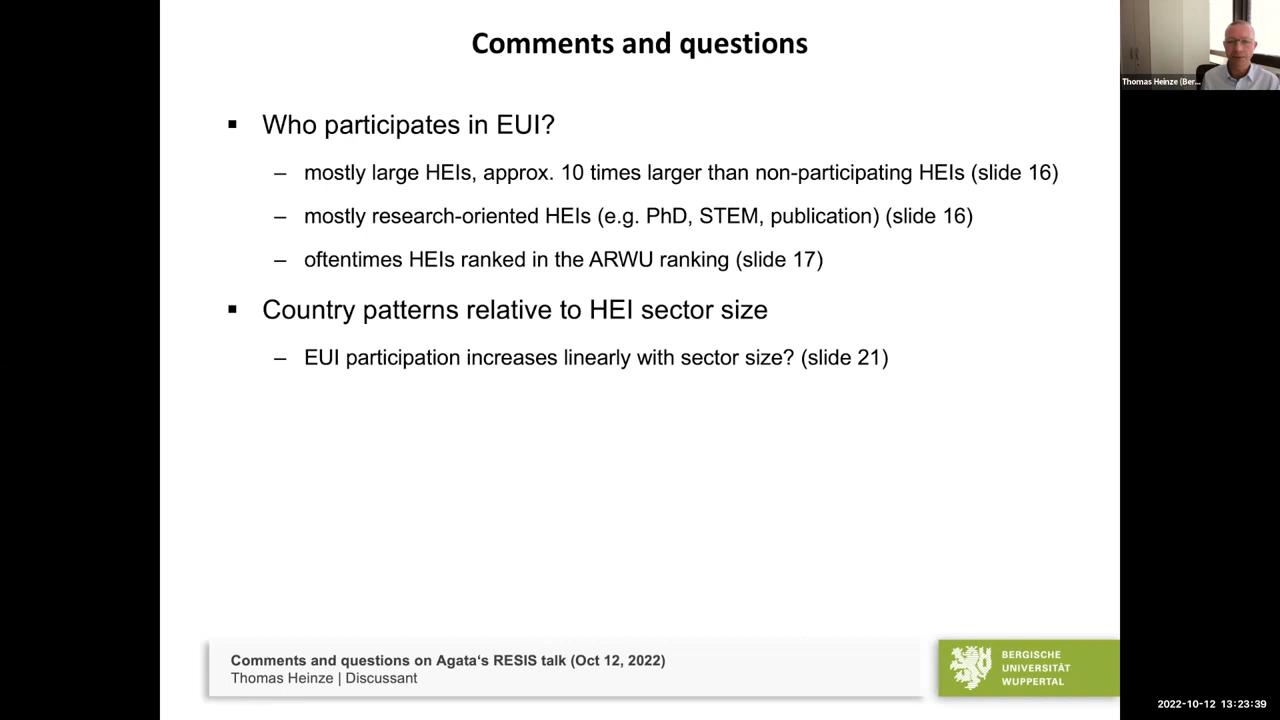 Comments and questions
Thomas Heinze (Ber...
▪ Who participates in EUI?
– mostly large HEIs, approx. 10 times larger than non-participating HEIs (slide 16)
– mostly research-oriented HEIs (e.g. PhD, STEM, publication) (slide 16)
– oftentimes HEIs ranked in the ARWU ranking (slide 17)
▪ Country patterns relative to HEI sector size
– EUI participation increases linearly with sector size? (slide 21)
Comments and questions on Agata‘s RESIS talk (Oct 12, 2022)
Thomas Heinze | Discussant
BERGISCHE
UNIVERSITÄT
WUPPERTAL
2022-10-12 13:23:39